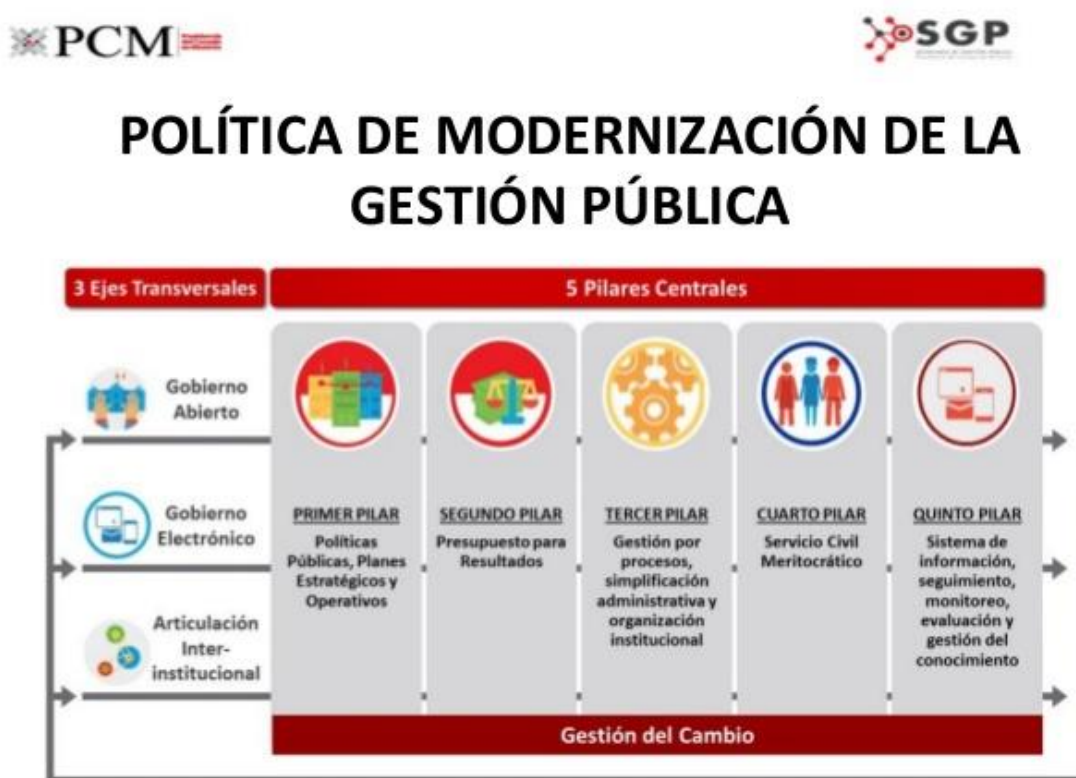 PCM
SGP
POLÍTICA DE MODERNIZACIÓN DE LA
GESTIÓN PÚBLICA
3 Ejes Transversales
5 Pilares Centrales
Gobierno
Abierto
Gobierno
Electrónico
Articulación
Inter-
institucional
PRIMER PILAR
Políticas
Públicas, Planes
Estratégicos y
Operativos
SEGUNDO PILAR
Presupuesto para
Resultados
TERCER PILAR
Gestión por
procesos,
simplificación
administrativa y
organización
institucional
CUARTO PILAR
Servicio Civil
Meritocrático
QUINTO PILAR
Sistema de
información,
seguimiento,
monitoreo,
evaluación y
gestión del
conocimiento
Gestión del Cambio